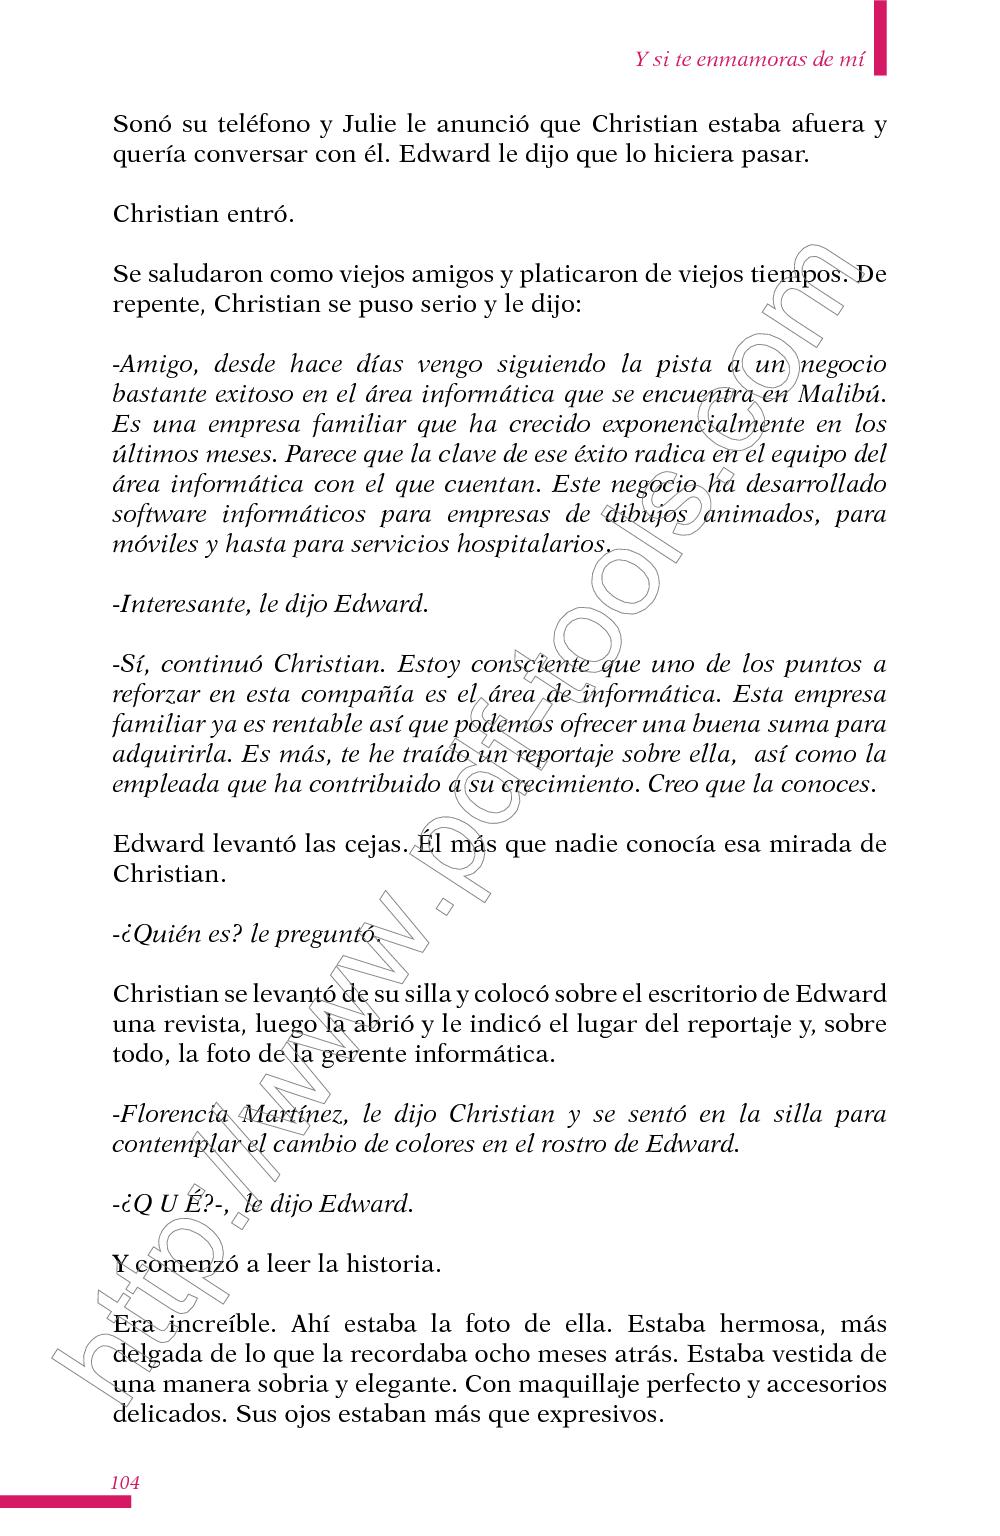 Y si te enmamoras de mí
Sonó su teléfono y Julie le anunció que Christian estaba afuera y
quería conversar con él. Edward le dijo que lo hiciera pasar.
Christian entró.
Se saludaron como viejos amigos y platicaron de viejos tiempos. De
repente, Christian se puso serio y le dijo:
-Amigo, desde hace días vengo siguiendo la pista a un negocio
bastante exitoso en el área informática que se encuentra en Malibú.
Es una empresa familiar que ha crecido exponencialmente en los
últimos meses. Parece que la clave de ese éxito radica en el equipo del
área informática con el que cuentan. Este negocio ha desarrollado
software informáticos para empresas de dibujos animados, para
móviles y hasta para servicios hospitalarios.
-Interesante, le dijo Edward.
-Sí, continuó Christian. Estoy consciente que uno de los puntos a
reforzar en esta compañía es el área de informática. Esta empresa
familiar ya es rentable así que podemos ofrecer una buena suma para
adquirirla. Es más, te he traído un reportaje sobre ella, así como la
empleada que ha contribuido a su crecimiento. Creo que la conoces.
Edward levantó las cejas. Él más que nadie conocía esa mirada de
Christian.
-¿Quién es? le preguntó.
Christian se levantó de su silla y colocó sobre el escritorio de Edward
una revista, luego la abrió y le indicó el lugar del reportaje y, sobre
todo, la foto de la gerente informática.
-Florencia Martínez, le dijo Christian y se sentó en la silla para
contemplar el cambio de colores en el rostro de Edward.
-¿Q U É?-, le dijo Edward.
Y comenzó a leer la historia.
Era increíble. Ahí estaba la foto de ella. Estaba hermosa, más
delgada de lo que la recordaba ocho meses atrás. Estaba vestida de
una manera sobria y elegante. Con maquillaje perfecto y accesorios
delicados. Sus ojos estaban más que expresivos.
104
http://www.pdf-tools.com